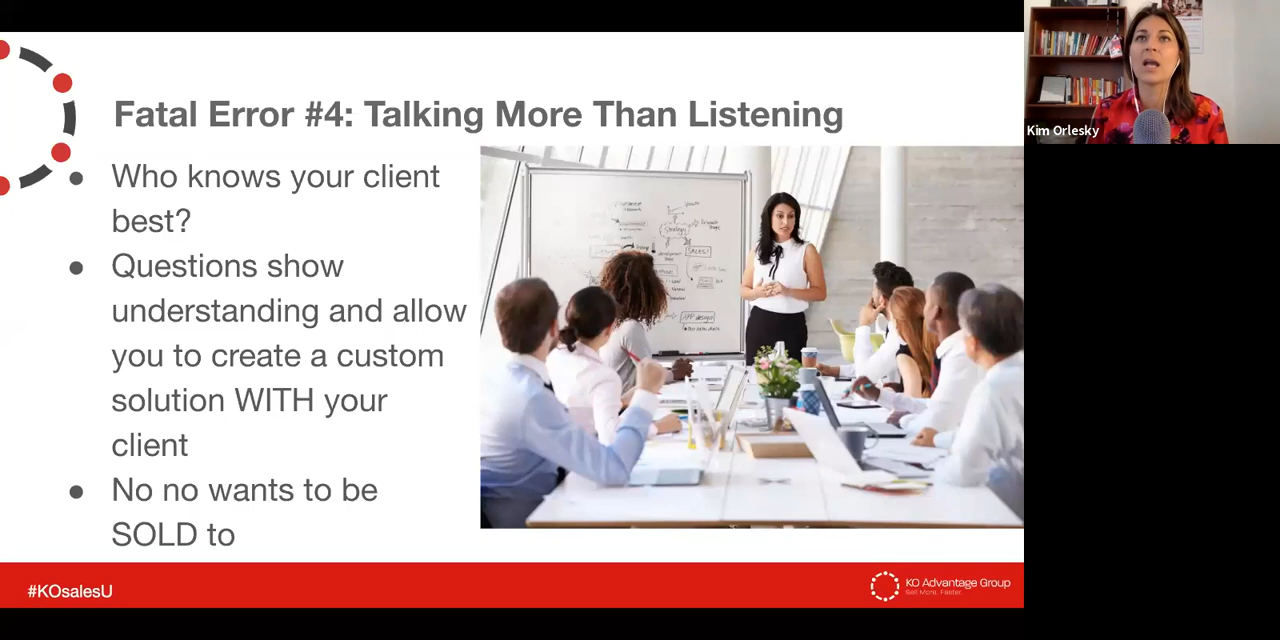 Fatal Error #4: Talking More Than Listening
Who knows your client
best?
Questions show
understanding and allow
you to create a custom
solution WITH your
client
No no wants to be
SOLD to
Strategy
SALES!
#KOsalesU
KO Advantage Group
Sell More. Faster.
Kim Orlesky